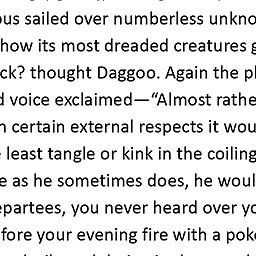 ous sailed over numberless unkno
how its most dreaded creatures g
ck? thought Daggoo. Again the pl
d voice exclaimed—“Almost rathe
n certain external respects it wou
least tangle or kink in the coiling
e as he sometimes does, he woul
epartees, you never heard over yo
fore your evening fire with a poke